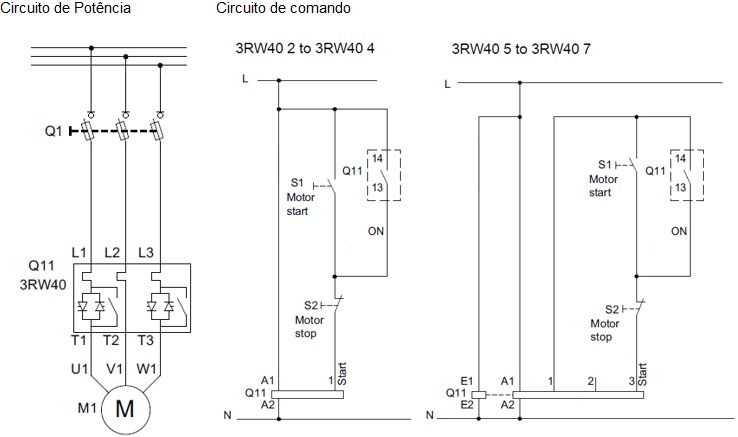 Circuito de Potência
Circuito de comando
3RW40 2 to 3RW40 4
3RW40 5 to 3RW40 7
Q1
L1 L2 L3
Q11
3RW40
T1 T2 T3
U1 V1 W1
M1 M
L
S1
Motor
start
Q11
14
13
ON
S2
Motor
stop
A1 1 Start
Q11
A2
N
L
S1
Motor
start
Q11
14
13
ON
S2
Motor
stop
E1 A1 1 2 3 Start
Q11
E2 A2
N